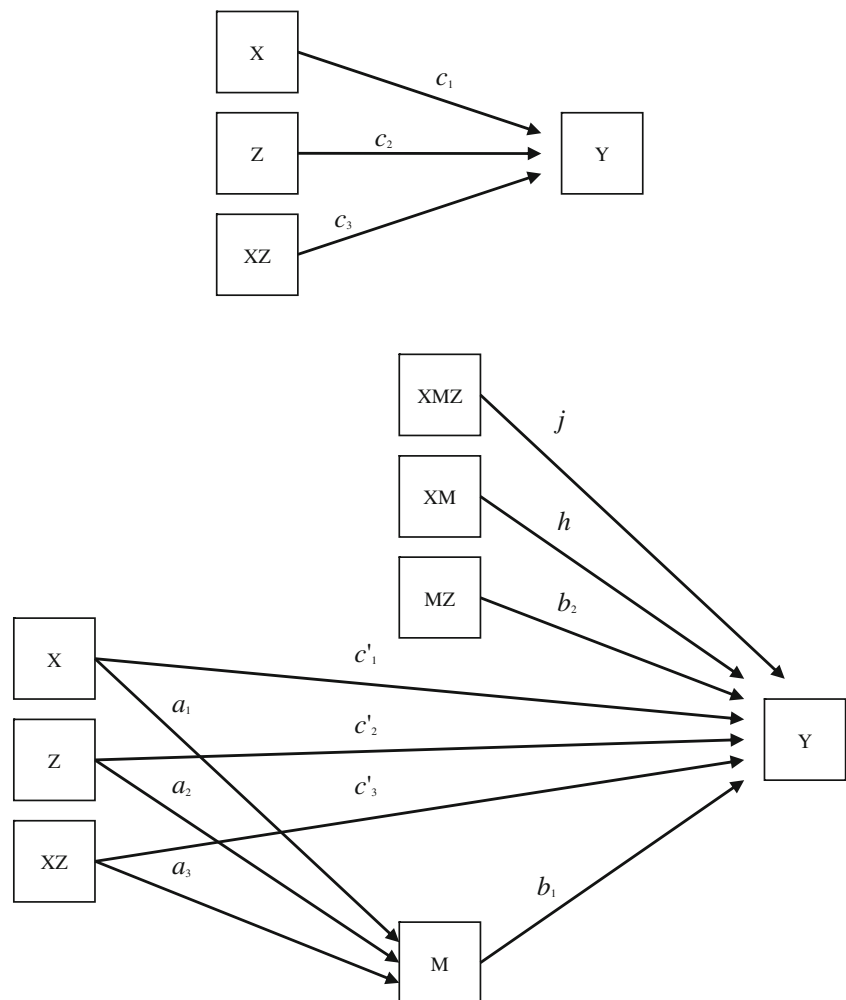 X
c₁
Z
c₂
Y
c₃
XZ
XMZ
j
XM
h
MZ
b₂
X
c'₁
a₁
Z
c'₂
Y
a₂
c'₃
XZ
a₃
b₁
M